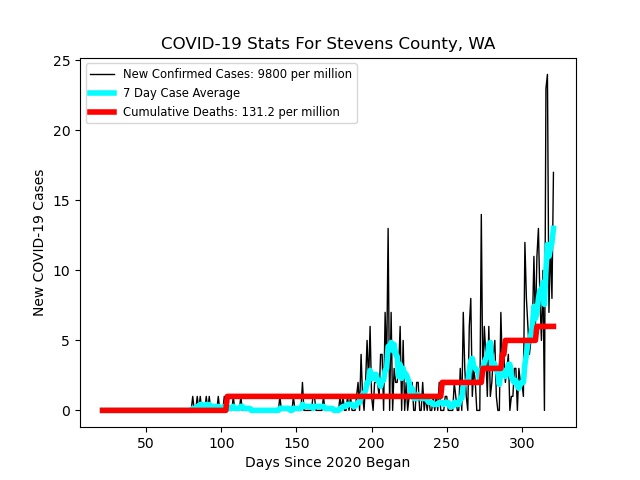 COVID-19 Stats For Stevens County, WA
New Confirmed Cases: 9800 per million
7 Day Case Average
Cumulative Deaths: 131.2 per million
New COVID-19 Cases
25
20
15
10
5
0
50 100 150 200 250 300
Days Since 2020 Began